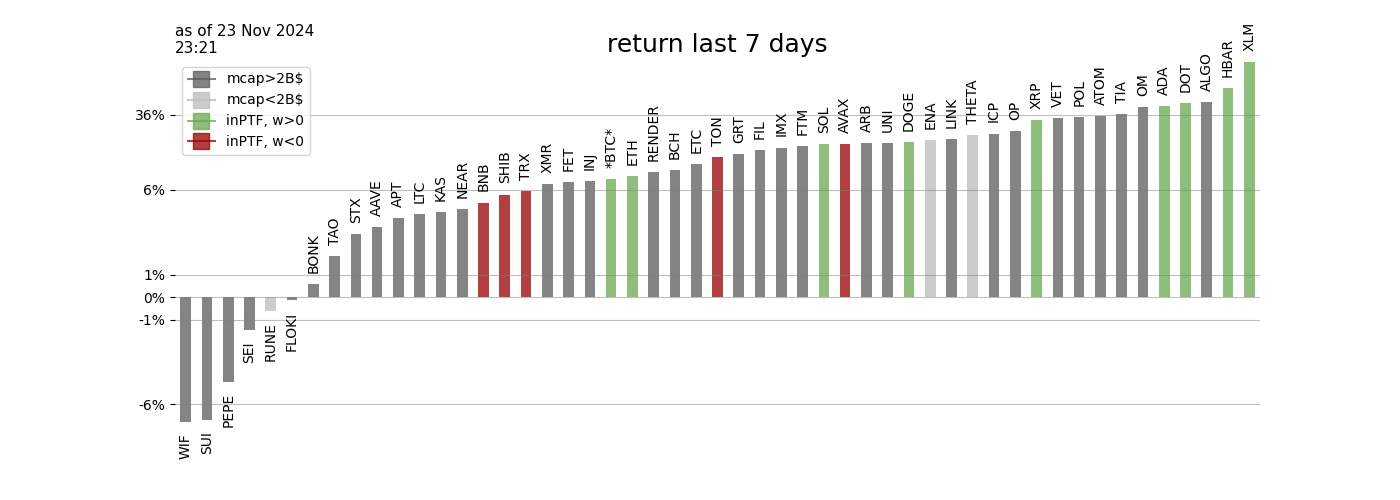 as of 23 Nov 2024
23:21
return last 7 days
mcap>2B$
mcap<2B$
inPTF, w>0
inPTF, w<0
36%
6%
1%
0%
-1%
-6%
WIF
SUI
PEPE
SEI
RUNE
FLOKI
BONK
TAO
STX
AAVE
APT
LTC
KAS
NEAR
BNB
SHIB
TRX
XMR
FET
INJ
*BTC*
ETH
RENDER
BCH
ETC
TON
GRT
FIL
IMX
FTM
SOL
AVAX
ARB
UNI
DOGE
ENA
LINK
THETA
ICP
OP
XRP
VET
POL
ATOM
TIA
OM
ADA
DOT
ALGO
HBAR
XLM